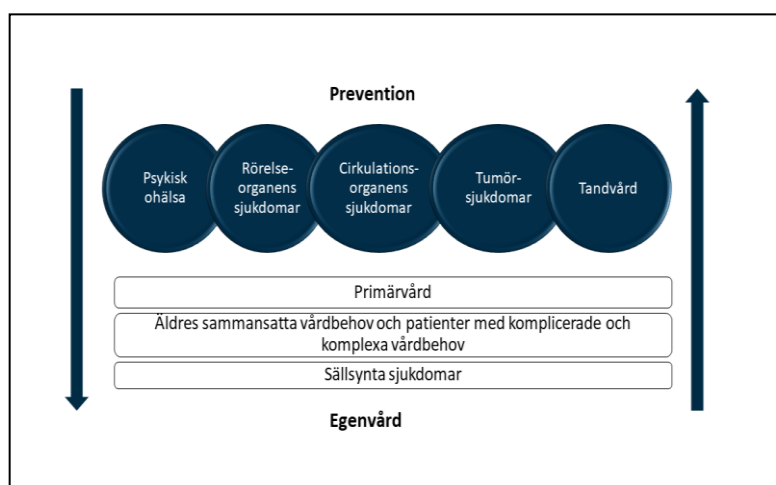 Prevention
Psykisk
ohälsa
Rörelse-
organens
sjukdomar
Cirkulations-
organens
sjukdomar
Tumör-
sjukdomar
Tandvård
Primärvård
Äldres sammansatta vårdbehov och patienter med komplicerade och
komplexa vårdbehov
Sällsynta sjukdomar
Egenvård